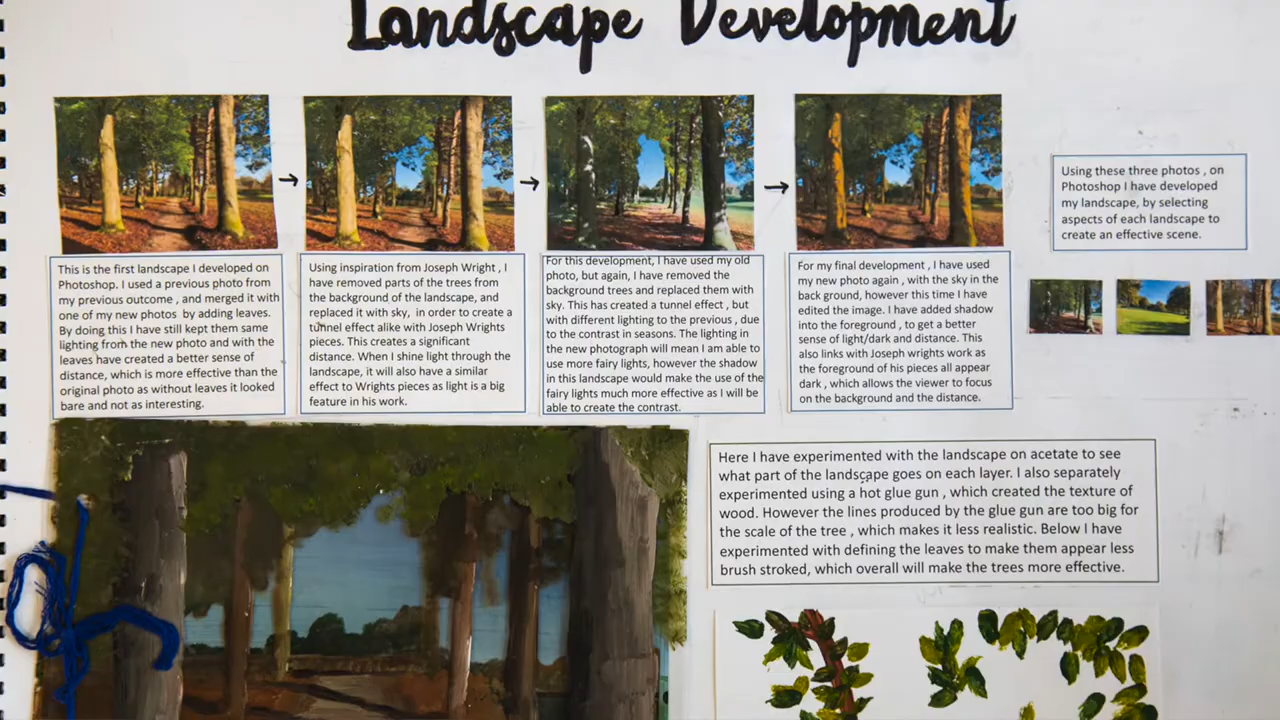 Landscape Development
This is the first landscape I developed on
Photoshop. I used a previous photo from
my previous outcome , and merged it with
one of my new photos by adding leaves.
By doing this I have still kept them same
lighting from the new photo and with the
leaves have created a better sense of
distance, which is more effective than the
original photo as without leaves it looked
bare and not as interesting.
Using inspiration from Joseph Wright , I
have removed parts of the trees from
the background of the landscape, and
replaced it with sky, in order to create a
tunnel effect alike with Joseph Wrights
pieces. This creates a significant
distance. When I shine light through the
landscape, it will also have a similar
effect to Wrights pieces as light is a big
feature in his work.
For this development, I have used my old
photo, but again, I have removed the
background trees and replaced them with
sky. This has created a tunnel effect , but
with different lighting to the previous , due
to the contrast in seasons. The lighting in
the new photograph will mean I am able to
use more fairy lights, however the shadow
in this landscape would make the use of the
fairy lights much more effective as I will be
able to create the contrast.
For my final development , I have used
my new photo again , with the sky in the
back ground, however this time I have
edited the image. I have added shadow
into the foreground , to get a better
sense of light/dark and distance. This
also links with Joseph wrights work as
the foreground of his pieces all appear
dark , which allows the viewer to focus
on the background and the distance.
Using these three photos , on
Photoshop I have developed
my landscape, by selecting
aspects of each landscape to
create an effective scene.
Here I have experimented with the landscape on acetate to see
what part of the landscape goes on each layer. I also separately
experimented using a hot glue gun , which created the texture of
wood. However the lines produced by the glue gun are too big for
the scale of the tree , which makes it less realistic. Below I have
experimented with defining the leaves to make them appear less
brush stroked, which overall will make the trees more effective.